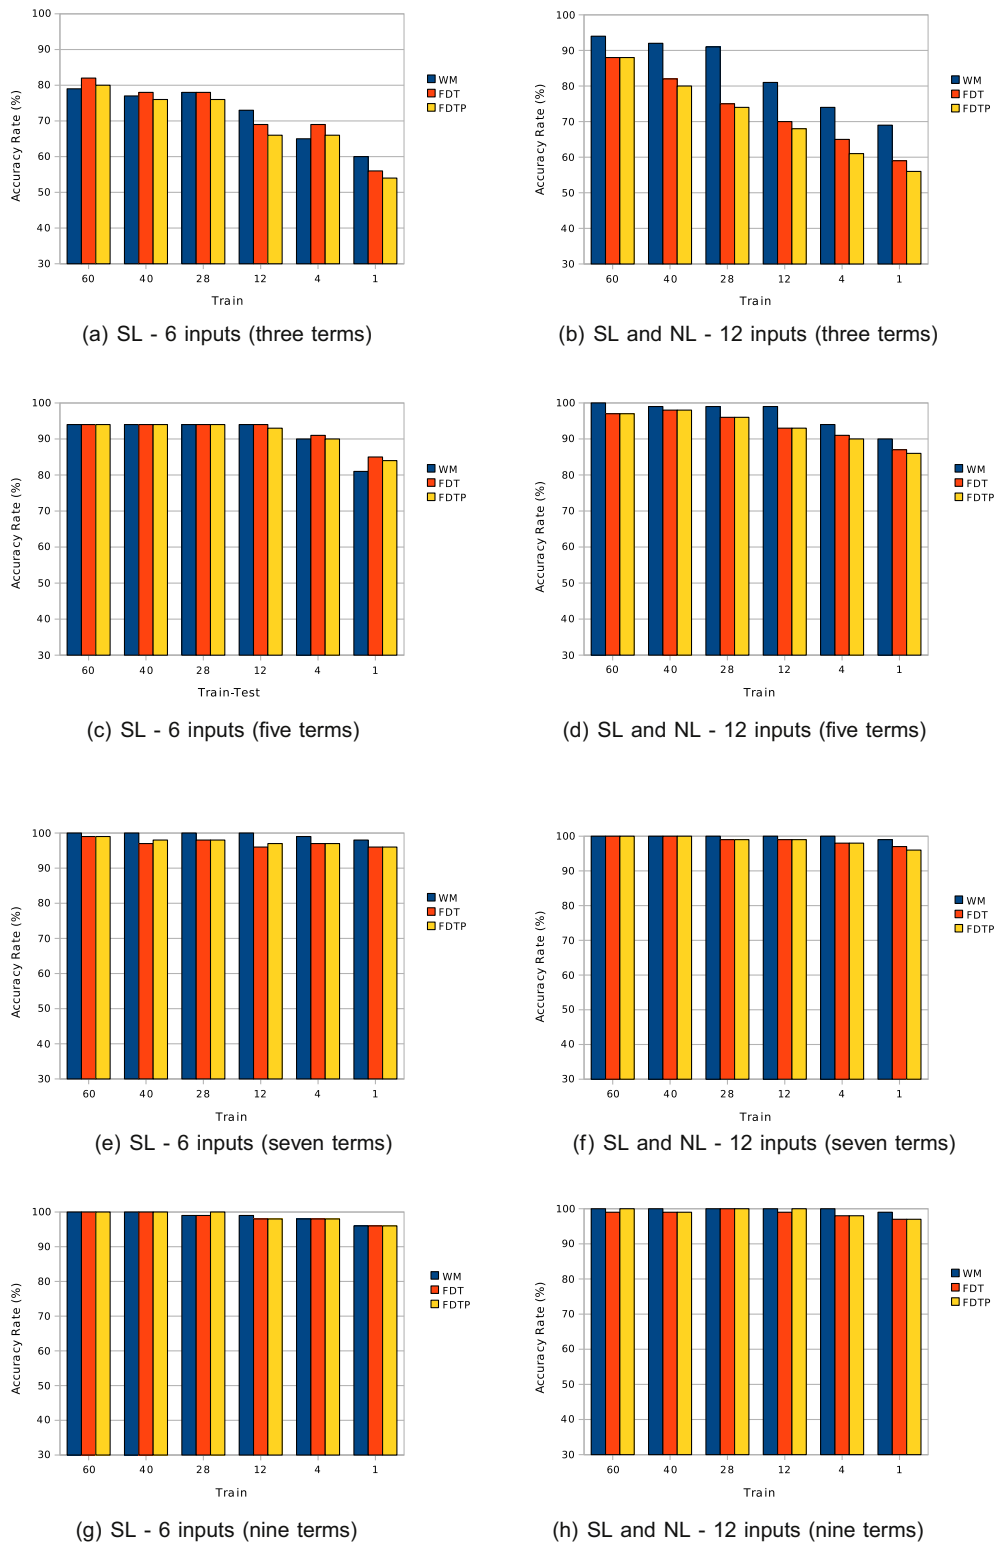 100
90
80
70
60
50
40
30
Accuracy Rate (%)
60 40 28 12 4 1
Train
WM
FDT
FDTP
(a) SL - 6 inputs (three terms)
100
90
80
70
60
50
40
30
Accuracy Rate (%)
60 40 28 12 4 1
Train
WM
FDT
FDTP
(b) SL and NL - 12 inputs (three terms)
100
90
80
70
60
50
40
30
Accuracy Rate (%)
60 40 28 12 4 1
Train-Test
WM
FDT
FDTP
(c) SL - 6 inputs (five terms)
100
90
80
70
60
50
40
30
Accuracy Rate (%)
60 40 28 12 4 1
Train
WM
FDT
FDTP
(d) SL and NL - 12 inputs (five terms)
100
90
80
70
60
50
40
30
Accuracy Rate (%)
60 40 28 12 4 1
Train
WM
FDT
FDTP
(e) SL - 6 inputs (seven terms)
100
90
80
70
60
50
40
30
Accuracy Rate (%)
60 40 28 12 4 1
Train
WM
FDT
FDTP
(f) SL and NL - 12 inputs (seven terms)
100
90
80
70
60
50
40
30
Accuracy Rate (%)
60 40 28 12 4 1
Train
WM
FDT
FDTP
(g) SL - 6 inputs (nine terms)
100
90
80
70
60
50
40
30
Accuracy Rate (%)
60 40 28 12 4 1
Train
WM
FDT
FDTP
(h) SL and NL - 12 inputs (nine terms)